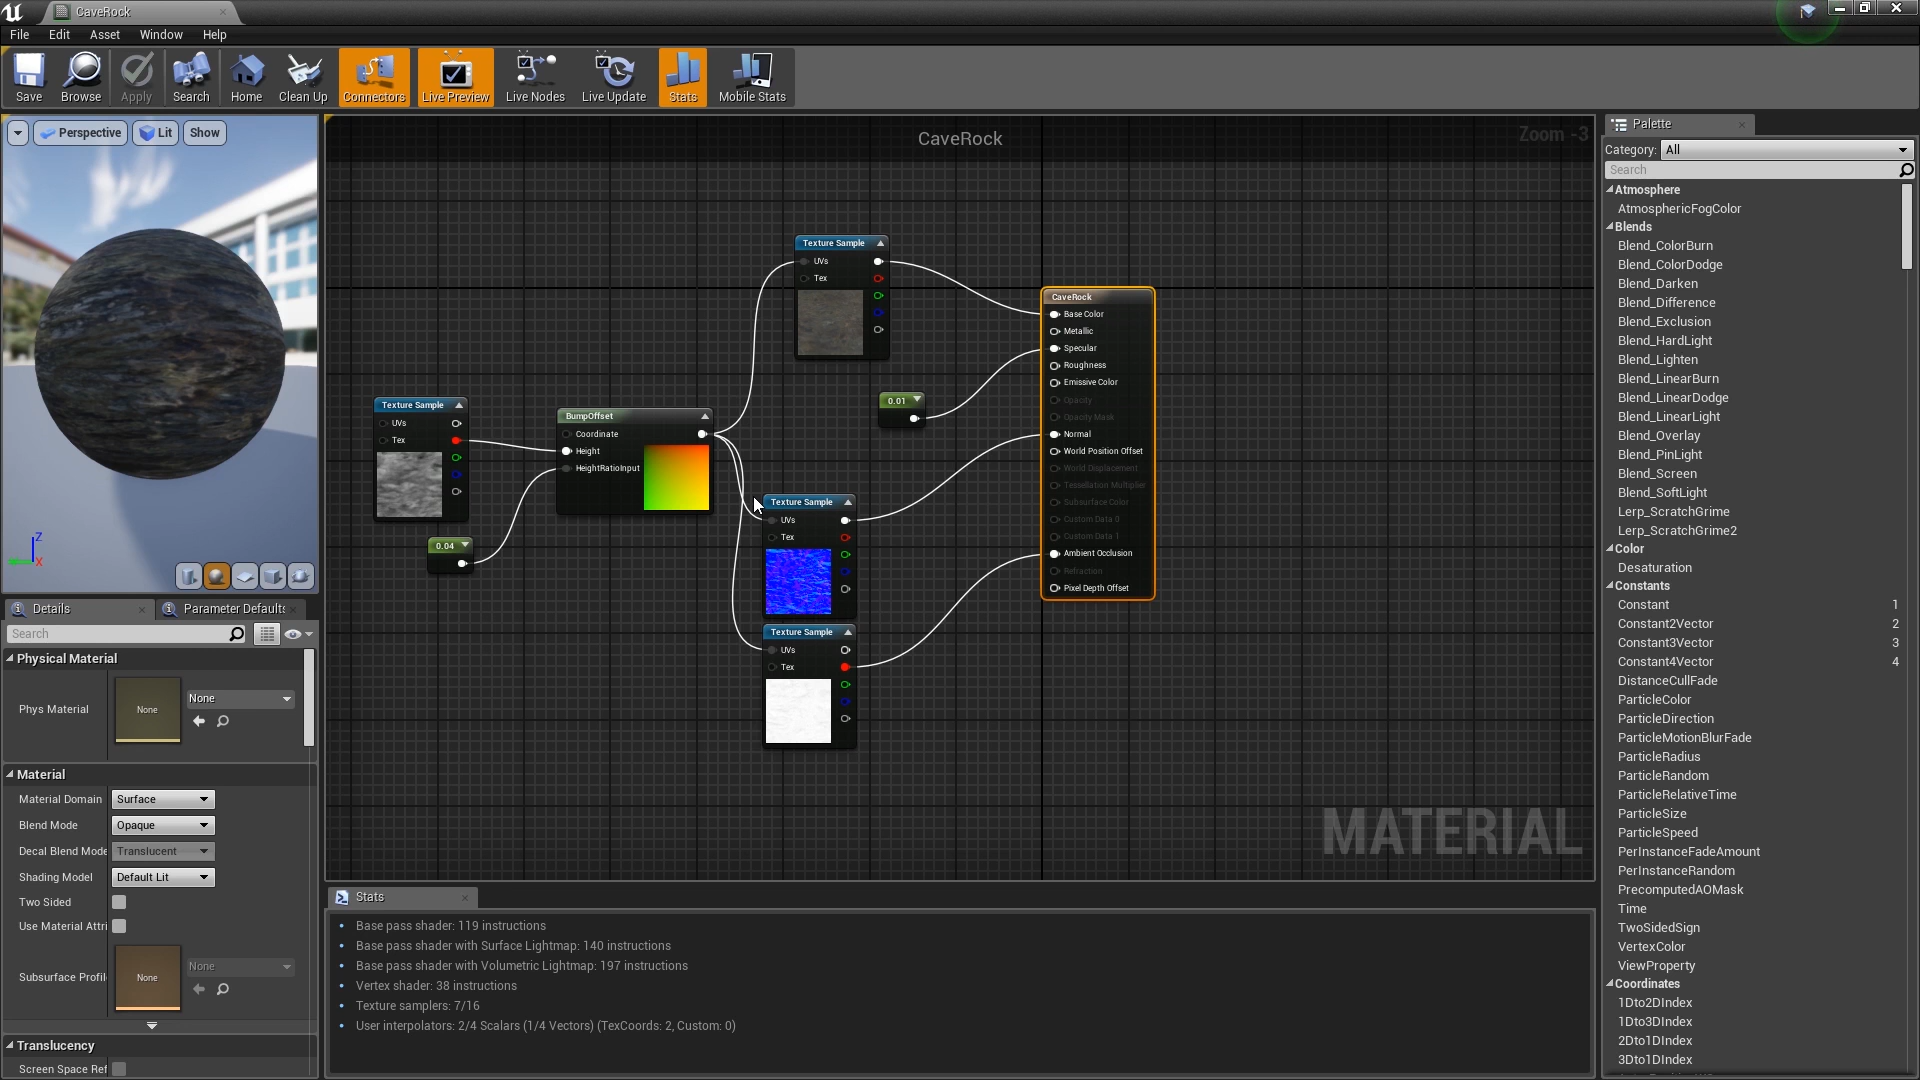 CaveRock
File Edit Asset Window Help
Save Browse Apply Search Home Clean Up Connectors Live Preview Live Nodes Live Update Stats Mobile Stats
Perspective Lit Show
Z
X
Details Parameter Defaults
Search
Physical Material
Phys Material None None
Material
Material Domain Surface
Blend Mode Opaque
Decal Blend Mode Translucent
Shading Model Default Lit
Two Sided
Use Material Attri
Subsurface Profil None None
Translucency
Screen Space Ref
CaveRock
Zoom -3
Texture Sample
UVs
Tex
Texture Sample
UVs
Tex
0.04
BumpOffset
Coordinate
Height
HeightRatioInput
0.01
Texture Sample
UVs
Tex
Texture Sample
UVs
Tex
CaveRock
Base Color
Metallic
Specular
Roughness
Emissive Color
Opacity
Opacity Mask
Normal
World Position Offset
World Displacement
Tessellation Multiplier
Subsurface Color
Custom Data 0
Custom Data 1
Ambient Occlusion
Refraction
Pixel Depth Offset
MATERIAL
Stats
Base pass shader: 119 instructions
Base pass shader with Surface Lightmap: 140 instructions
Base pass shader with Volumetric Lightmap: 197 instructions
Vertex shader: 38 instructions
Texture samplers: 7/16
User interpolators: 2/4 Scalars (1/4 Vectors) (TexCoords: 2, Custom: 0)
Palette
Category: All
Search
Atmosphere
AtmosphericFogColor
Blends
Blend_ColorBurn
Blend_ColorDodge
Blend_Darken
Blend_Difference
Blend_Exclusion
Blend_HardLight
Blend_Lighten
Blend_LinearBurn
Blend_LinearDodge
Blend_LinearLight
Blend_Overlay
Blend_PinLight
Blend_Screen
Blend_SoftLight
Lerp_ScratchGrime
Lerp_ScratchGrime2
Color
Desaturation
Constants
Constant 1
Constant2Vector 2
Constant3Vector 3
Constant4Vector 4
DistanceCullFade
ParticleColor
ParticleDirection
ParticleMotionBlurFade
ParticleRadius
ParticleRandom
ParticleRelativeTime
ParticleSize
ParticleSpeed
PerInstanceFadeAmount
PerInstanceRandom
PrecomputedAOMask
Time
TwoSidedSign
VertexColor
ViewProperty
Coordinates
1Dto2DIndex
1Dto3DIndex
2Dto1DIndex
3Dto1DIndex